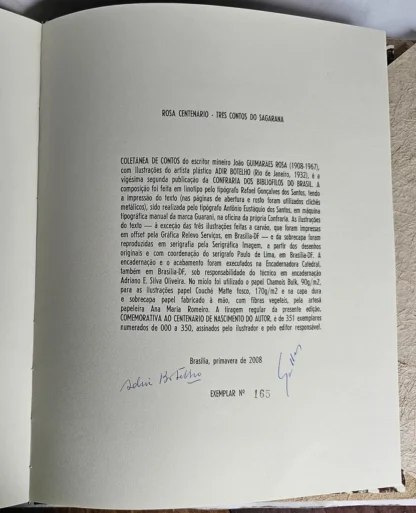 ROSA CENTENÁRIO - TRES CONTOS DO SAGARANA
COLETÂNEA DE CONTOS do escritor mineiro João GUIMARAES ROSA (1908-1967),
com ilustrações do artista plástico ADIR BOTELHO (Rio de Janeiro, 1932), é a
vigésima segunda publicação da CONFRARIA DOS BIBLIÓFILOS DO BRASIL. A
composição foi feita em linotipo pelo tipógrafo Rafael Gonçalves dos Santos, tendo
a impressão do texto (nas páginas de abertura e rosto foram utilizados clichês
metálicos), sido realizada pelo tipógrafo Antônio Eustáquio dos Santos, em máquina
tipográfica manual da marca Guarani, na oficina da própria Confraria. As ilustrações
do texto — à exceção das três ilustrações feitas a carvão, que foram impressas
em offset pela Gráfica Relevo Serviços, em Brasília-DF — e da sobrecapa foram
reproduzidas em serigrafia pela Serigráfica Imagem, a partir dos desenhos
originais e com coordenação do serígrafo Paulo de Lima, em Brasília-DF. A
encadernação e o acabamento foram executados na Encadernadora Catedral,
também em Brasília-DF, sob responsabilidade do técnico em encadernação
Adriano E. Silva Oliveira. No miolo foi utilizado o papel Chamois Bulk, 90g/m2,
para as ilustrações papel Couché Matte fosco, 170g/m2 e na capa dura
e sobrecapa papel fabricado à mão, com fibras vegetais, pela artesã
papeleira Ana Maria Romeiro. A tiragem regular da presente edição,
COMEMORATIVA AO CENTENÁRIO DE NASCIMENTO DO AUTOR, é de 351 exemplares
numerados de 000 a 350, assinados pelo ilustrador e pelo editor responsável.
Brasília, primavera de 2008.
Adir Botelho
EXEMPLAR Nº 165